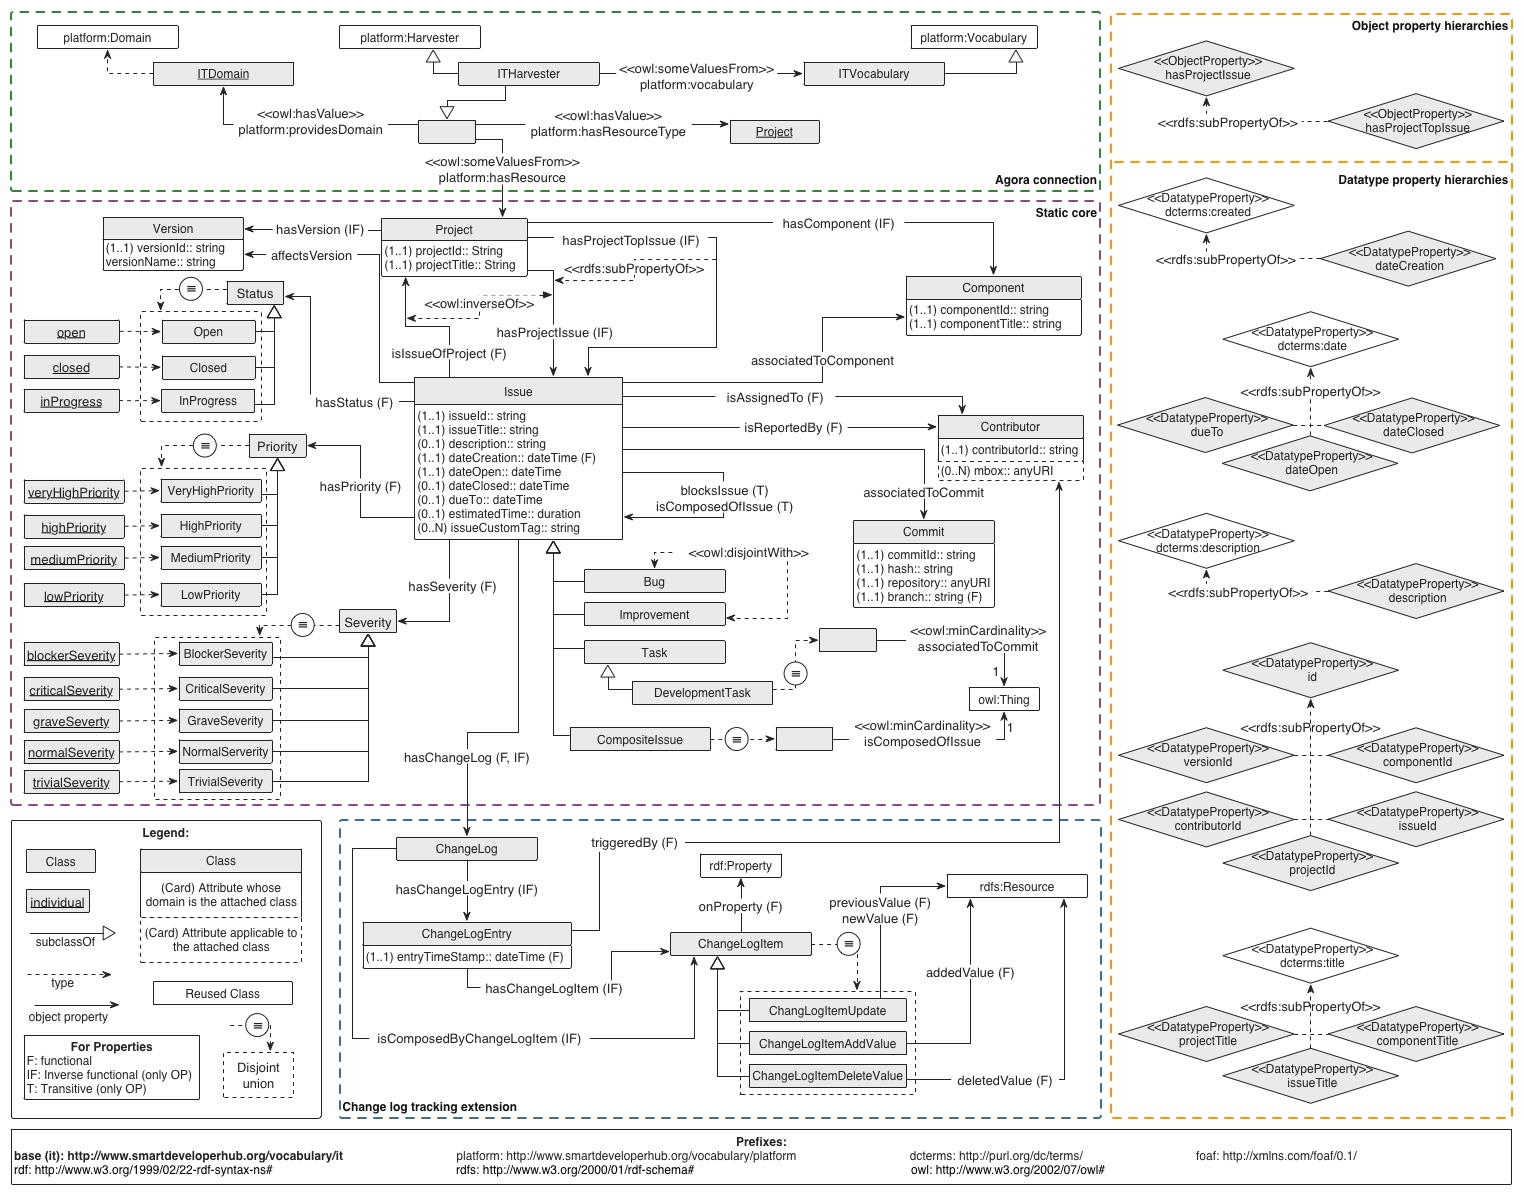 platform:Domain
platform:Harvester
platform:Vocabulary
ITDomain
ITHarvester
<<owl:someValuesFrom>>
platform:vocabulary
ITVocabulary
<<owl:hasValue>>
platform:providesDomain
<<owl:hasValue>>
platform:hasResourceType
Project
<<owl:someValuesFrom>>
platform:hasResource
Agora connection
Static core
Version
(1..1) versionId:: string
versionName:: string
hasVersion (IF)
affectsVersion
Project
(1..1) projectId:: String
(1..1) projectTitle:: String
hasComponent (IF)
hasProjectTopIssue (IF)
<<rdfs:subPropertyOf>>
<<owl:inverseOf>>
hasProjectIssue (IF)
isIssueOfProject (F)
Component
(1..1) componentId:: string
(1..1) componentTitle:: string
associatedToComponent
≡
Status
open
Open
closed
Closed
inProgress
InProgress
hasStatus (F)
Issue
(1..1) issueId:: string
(1..1) issueTitle:: string
(0..1) description:: string
(1..1) dateCreation:: dateTime (F)
(1..1) dateOpen:: dateTime
(0..1) dateClosed:: dateTime
(0..1) dueTo:: dateTime
(0..1) estimatedTime:: duration
(0..N) issueCustomTag:: string
isAssignedTo (F)
isReportedBy (F)
Contributor
(1..1) contributorId:: string
(0..N) mbox:: anyURI
≡
Priority
veryHighPriority
VeryHighPriority
highPriority
HighPriority
mediumPriority
MediumPriority
lowPriority
LowPriority
hasPriority (F)
blocksIssue (T)
isComposedOfIssue (T)
associatedToCommit
Commit
(1..1) commitId:: string
(1..1) hash:: string
(1..1) repository:: anyURI
(1..1) branch:: string (F)
hasSeverity (F)
<<owl:disjointWith>>
Bug
Improvement
Task
DevelopmentTask
≡
<<owl:minCardinality>>
associatedToCommit
1
owl:Thing
1
CompositeIssue
≡
<<owl:minCardinality>>
isComposedOfIssue
≡
Severity
blockerSeverity
BlockerSeverity
criticalSeverity
CriticalSeverity
graveSeverty
GraveSeverity
normalSeverity
NormalSeverity
trivialSeverity
TrivialSeverity
hasChangeLog (F, IF)
Legend:
Class
Class
(Card) Attribute whose
domain is the attached class
individual
(Card) Attribute applicable to
the attached class
subclassOf
type
Reused Class
object property
≡
Disjoint
union
For Properties
F: functional
IF: Inverse functional (only OP)
T: Transitive (only OP)
ChangeLog
hasChangeLogEntry (IF)
triggeredBy (F)
ChangeLogEntry
(1..1) entryTimeStamp:: dateTime (F)
hasChangeLogItem (IF)
isComposedByChangeLogItem (IF)
rdf:Property
onProperty (F)
ChangeLogItem
≡
previousValue (F)
newValue (F)
rdfs:Resource
addedValue (F)
ChangLogItemUpdate
ChangeLogItemAddValue
ChangeLogItemDeleteValue
deletedValue (F)
Change log tracking extension
Object property hierarchies
<<ObjectProperty>>
hasProjectIssue
<<rdfs:subPropertyOf>
<<ObjectProperty>>
hasProjectTopIssue
Datatype property hierarchies
<<DatatypeProperty>
dcterms:created
<<rdfs:subPropertyOf>
<<DatatypeProperty>
dateCreation
<<DatatypeProperty>
dcterms:date
<<rdfs:subPropertyOf>
<<DatatypeProperty>
dueTo
<<DatatypeProperty>>
dateClosed
<<DatatypeProperty>>
dateOpen
<<DatatypeProperty>>
dcterms:description
<<rdfs:subPropertyOf>
<<DatatypeProperty>>
description
<<DatatypeProperty>
id
<<rdfs:subPropertyOf>
<<DatatypeProperty>>
versionId
<<DatatypeProperty>>
componentId
<<DatatypeProperty>>
contributorId
<<DatatypeProperty>>
issueId
<<DatatypeProperty>>
projectId
<<DatatypeProperty>
dcterms:title
<<rdfs:subPropertyOf>
<<DatatypeProperty>>
projectTitle
<<DatatypeProperty>>
componentTitle
<<DatatypeProperty>>
issueTitle
Prefixes:
base (it): http://www.smartdeveloperhub.org/vocabulary/it
platform: http://www.smartdeveloperhub.org/vocabulary/platform
dcterms: http://purl.org/dc/terms/
foaf: http://xmlns.com/foaf/0.1/
rdf: http://www.w3.org/1999/02/22-rdf-syntax-ns#
rdfs: http://www.w3.org/2000/01/rdf-schema#
owl: http://www.w3.org/2002/07/owl#